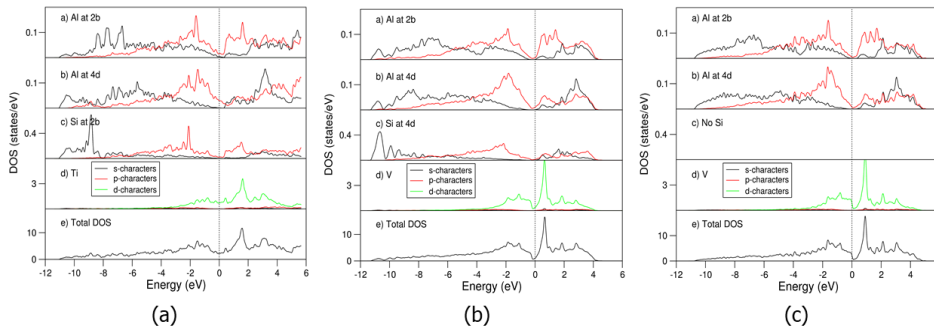 a) Al at 2b
0.1
b) Al at 4d
0.1
c) Si at 2b
0.4
s-characters
p-characters
d-characters
d) Ti
3
e) Total DOS
10
0
-12 -10 -8 -6 -4 -2 0 2 4 6
Energy (eV)
DOS (states/eV)
(a)
a) Al at 2b
0.1
b) Al at 4d
0.1
c) Si at 4d
0.4
s-characters
p-characters
d-characters
d) V
3
e) Total DOS
10
0
-12 -10 -8 -6 -4 -2 0 2 4 6
Energy (eV)
DOS (states/eV)
(b)
a) Al at 2b
0.1
b) Al at 4d
0.1
c) No Si
0.4
s-characters
p-characters
d-characters
d) V
3
e) Total DOS
10
0
-12 -10 -8 -6 -4 -2 0 2 4 6
Energy (eV)
DOS (states/eV)
(c)